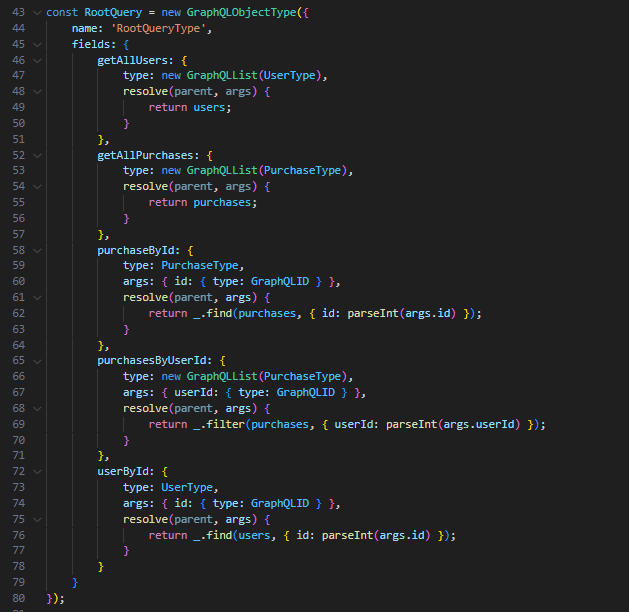 43 const RootQuery = new GraphQLObjectType({
44     name: 'RootQueryType',
45     fields: {
46         getAllUsers: {
47             type: new GraphQLList(UserType),
48             resolve(parent, args) {
49                 return users;
50             }
51         },
52         getAllPurchases: {
53             type: new GraphQLList(PurchaseType),
54             resolve(parent, args) {
55                 return purchases;
56             }
57         },
58         purchaseById: {
59             type: PurchaseType,
60             args: { id: { type: GraphQLID } },
61             resolve(parent, args) {
62                 return _.find(purchases, { id: parseInt(args.id) });
63             }
64         },
65         purchasesByUserId: {
66             type: new GraphQLList(PurchaseType),
67             args: { userId: { type: GraphQLID } },
68             resolve(parent, args) {
69                 return _.filter(purchases, { userId: parseInt(args.userId) });
70             }
71         },
72         userById: {
73             type: UserType,
74             args: { id: { type: GraphQLID } },
75             resolve(parent, args) {
76                 return _.find(users, { id: parseInt(args.id) });
77             }
78         }
79     }
80 });